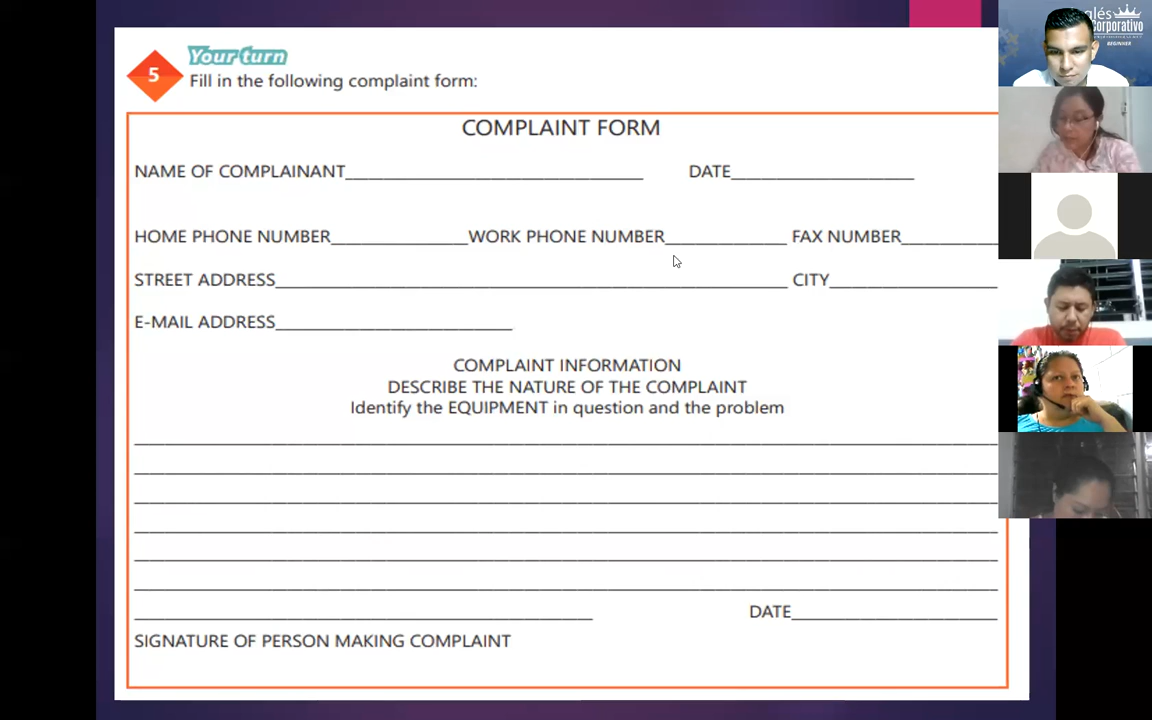 Your turn
5
Fill in the following complaint form:
COMPLAINT FORM
NAME OF COMPLAINANT DATE
HOME PHONE NUMBER WORK PHONE NUMBER FAX NUMBER
STREET ADDRESS CITY
E-MAIL ADDRESS
COMPLAINT INFORMATION
DESCRIBE THE NATURE OF THE COMPLAINT
Identify the EQUIPMENT in question and the problem
DATE
SIGNATURE OF PERSON MAKING COMPLAINT
BEGINNER